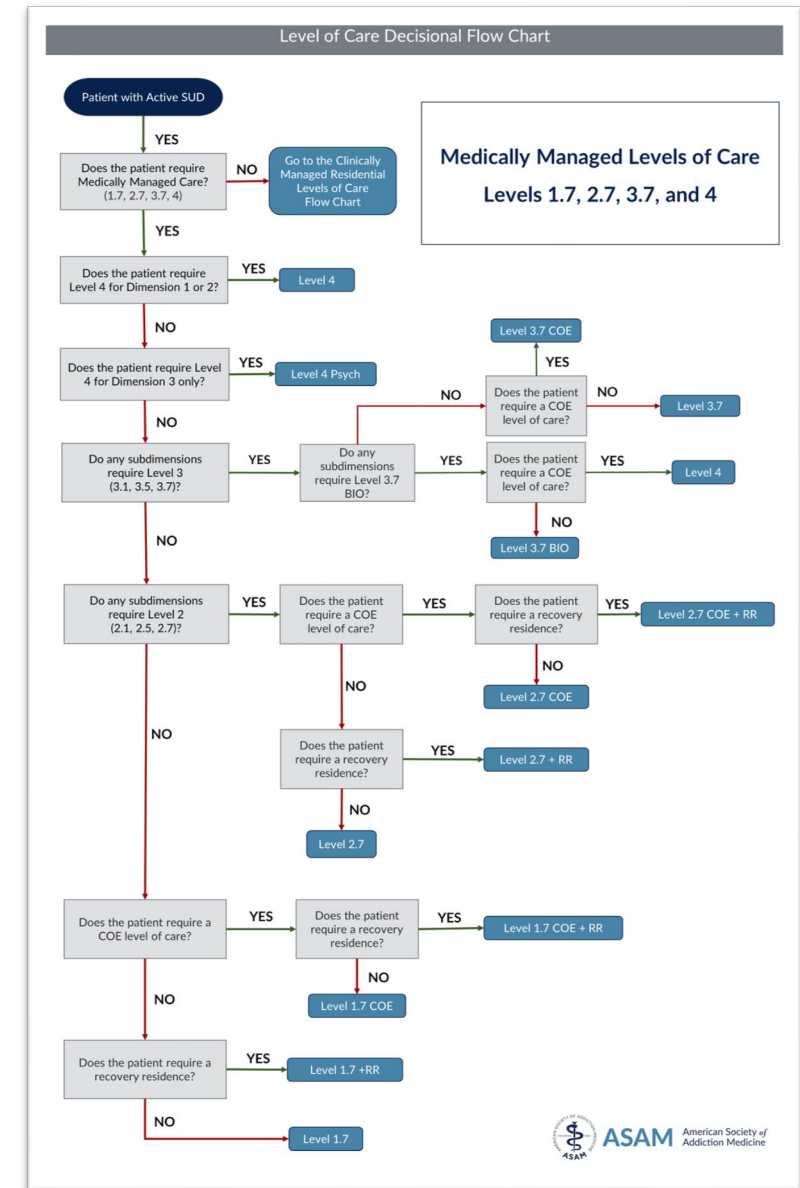 Level of Care Decisional Flow Chart
Patient with Active SUD
Medically Managed Levels of Care
Levels 1.7, 2.7, 3.7, and 4
YES
Does the patient require
Medically Managed Care?
(1.7, 2.7, 3.7, 4)
NO
Go to the Clinically
Managed Residential
Levels of Care
Flow Chart
YES
Does the patient require
Level 4 for Dimension 1 or 2?
YES
Level 4
NO
Does the patient require Level
4 for Dimension 3 only?
YES
Level 4 Psych
NO
Do any subdimensions
require Level 3
(3.1, 3.5, 3.7)?
YES
Do any
subdimensions
require Level 3.7
BIO?
NO
Does the patient
require a COE
level of care?
YES
Level 3.7 COE
NO
Level 3.7
YES
Does the patient
require a COE
level of care?
YES
Level 4
NO
Level 3.7 BIO
NO
Do any subdimensions
require Level 2
(2.1, 2.5, 2.7)?
YES
Does the patient
require a COE
level of care?
YES
Does the patient
require a recovery
residence?
YES
Level 2.7 COE + RR
NO
Level 2.7 COE
NO
Does the patient
require a recovery
residence?
YES
Level 2.7 + RR
NO
Level 2.7
NO
Does the patient require a
COE level of care?
YES
Does the patient
require a recovery
residence?
YES
Level 1.7 COE + RR
NO
Level 1.7 COE
NO
Does the patient require a
recovery residence?
YES
Level 1.7 +RR
NO
Level 1.7
AMERICAN SOCIETY OF ADDICTION MEDICINE
ASAM
ASAM
American Society of
Addiction Medicine